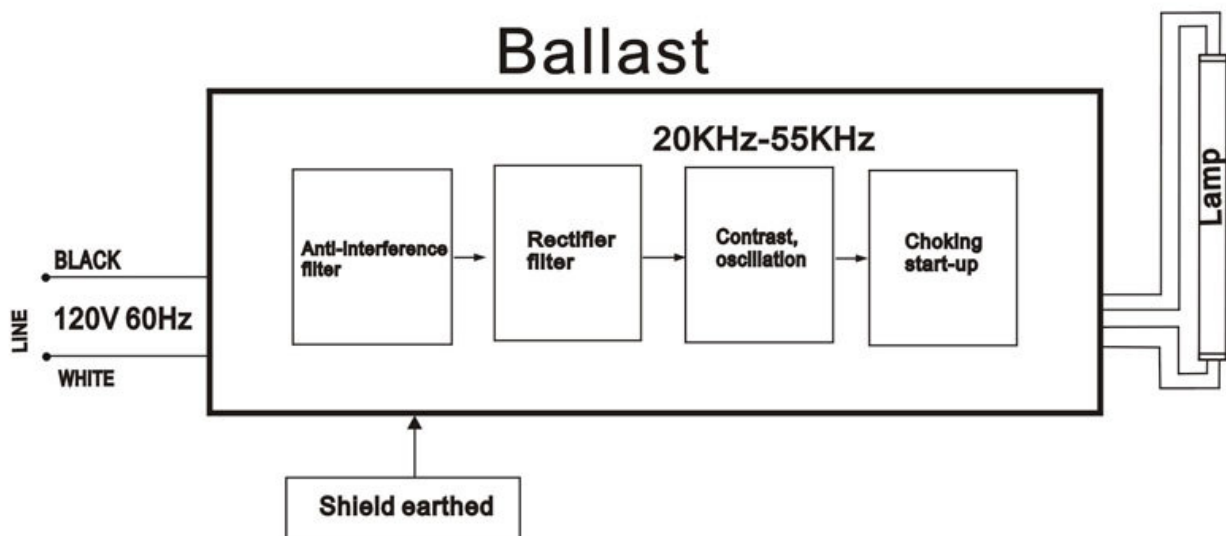 Ballast
20KHz-55KHz
Anti-interference
filter
Rectifier
filter
Contrast,
oscillation
Choking
start-up
Lamp
BLACK
LINE
120V 60Hz
WHITE
Shield earthed